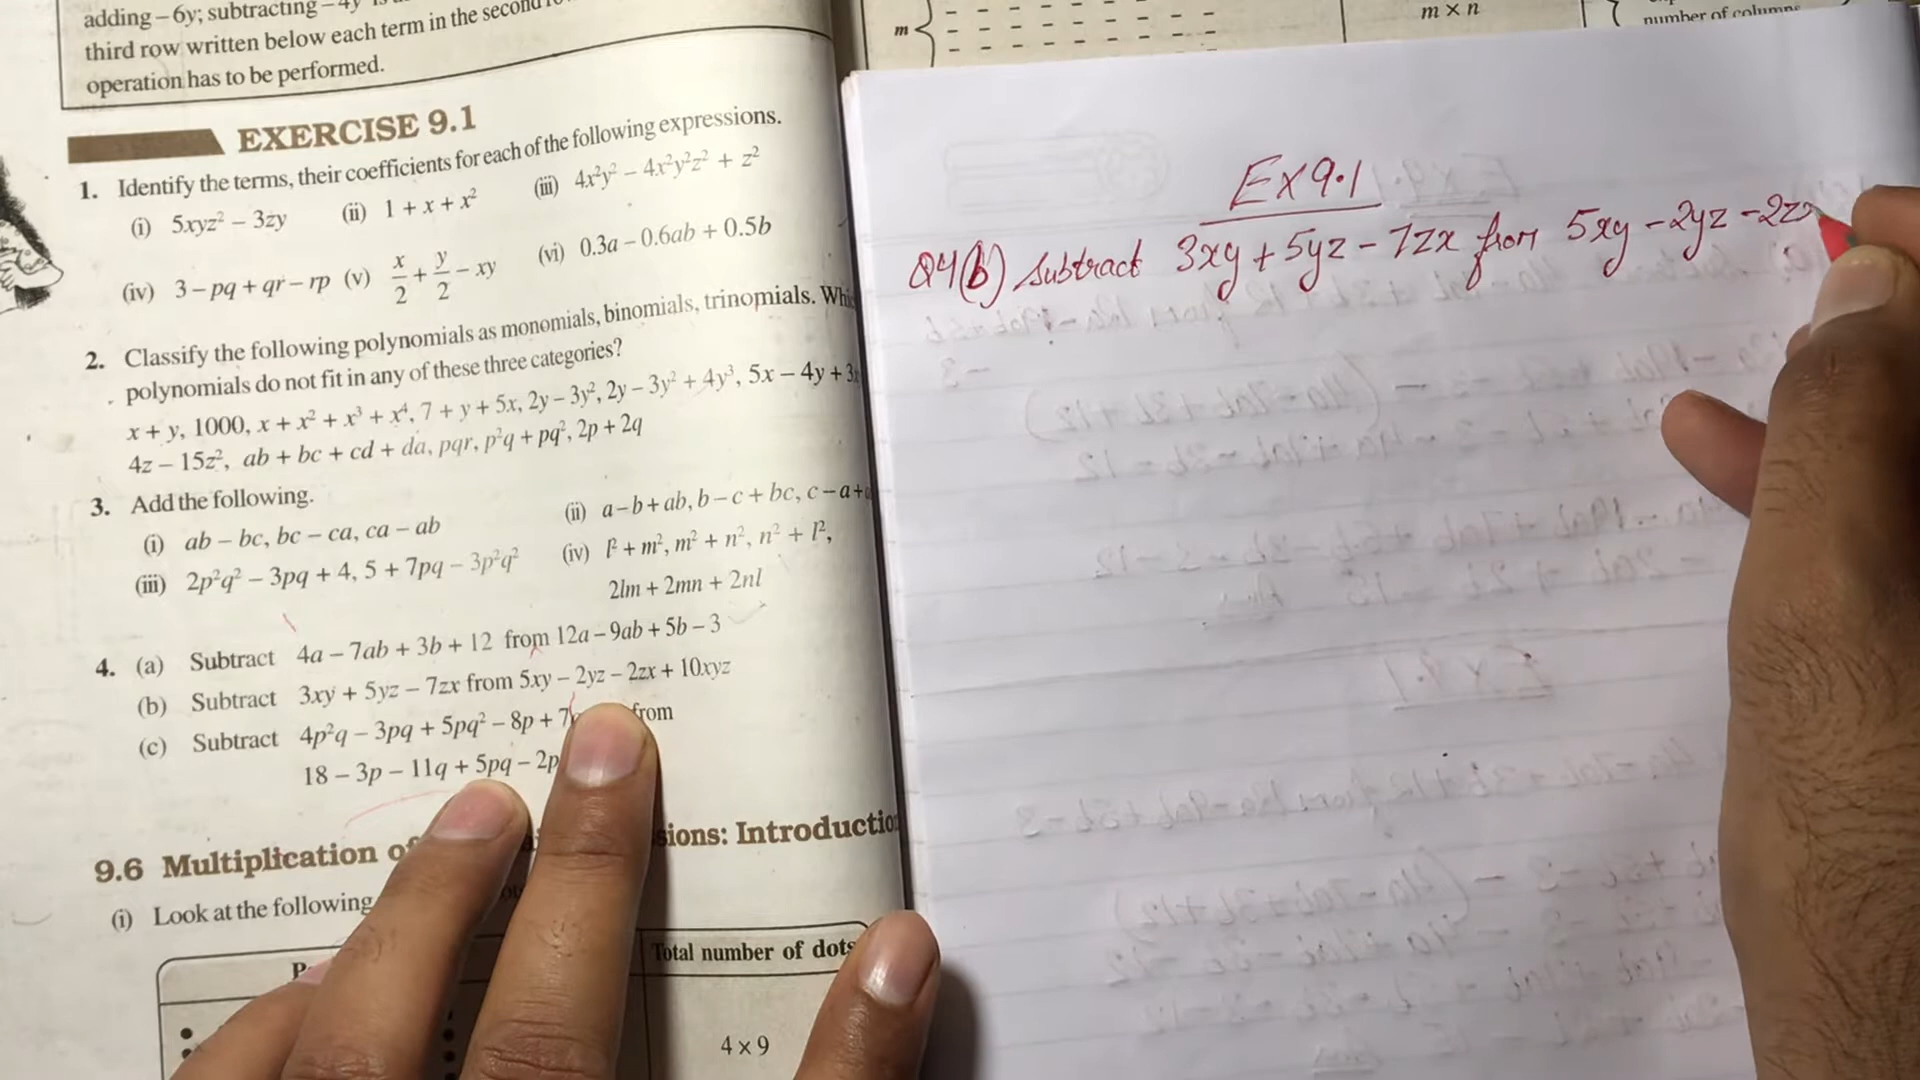 adding – 6y; subtracting – 4y is
third row written below each term in the second
operation has to be performed.
EXERCISE 9.1
1. Identify the terms, their coefficients for each of the following expressions.
(i) 5xyz² – 3zy (ii) 1 + x + x² (iii) 4x²y² – 4x²y²z² + z²
(iv) 3 – pq + qr – rp (v) x/2 + y/2 – xy (vi) 0.3a – 0.6ab + 0.5b
2. Classify the following polynomials as monomials, binomials, trinomials.
polynomials do not fit in any of these three categories?
x + y, 1000, x + x² + x³ + x⁴, 7 + y + 5x, 2y – 3y², 2y – 3y² + 4y³, 5x – 4y +
4z – 15z², ab + bc + cd + da, pqr, p²q + pq², 2p + 2q
3. Add the following.
(i) ab – bc, bc – ca, ca – ab (ii) a – b + ab, b – c + bc, c – a +
(iii) 2p²q² – 3pq + 4, 5 + 7pq – 3p²q² (iv) l² + m², m² + n², n² + l²,
2lm + 2mn + 2nl
4. (a) Subtract 4a – 7ab + 3b + 12 from 12a – 9ab + 5b – 3
(b) Subtract 3xy + 5yz – 7zx from 5xy – 2yz – 2zx + 10xyz
(c) Subtract 4p²q – 3pq + 5pq² – 8p + 7 from
18 – 3p – 11q + 5pq – 2p
9.6 Multiplication of Introduction
(i) Look at the following
Total number of dots
4 × 9
m
m × n
number of columns
Ex 9.1
Q4(b) Subtract 3xy + 5yz – 7zx from 5xy – 2yz – 2zx